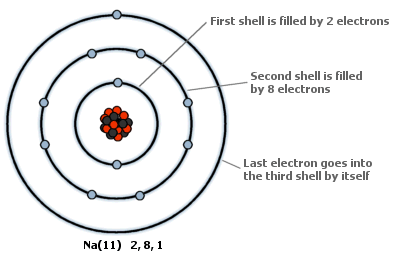 First shell is filled by 2 electrons
Second shell is filled
by 8 electrons
Last electron goes into
the third shell by itself
Na(11) 2, 8, 1